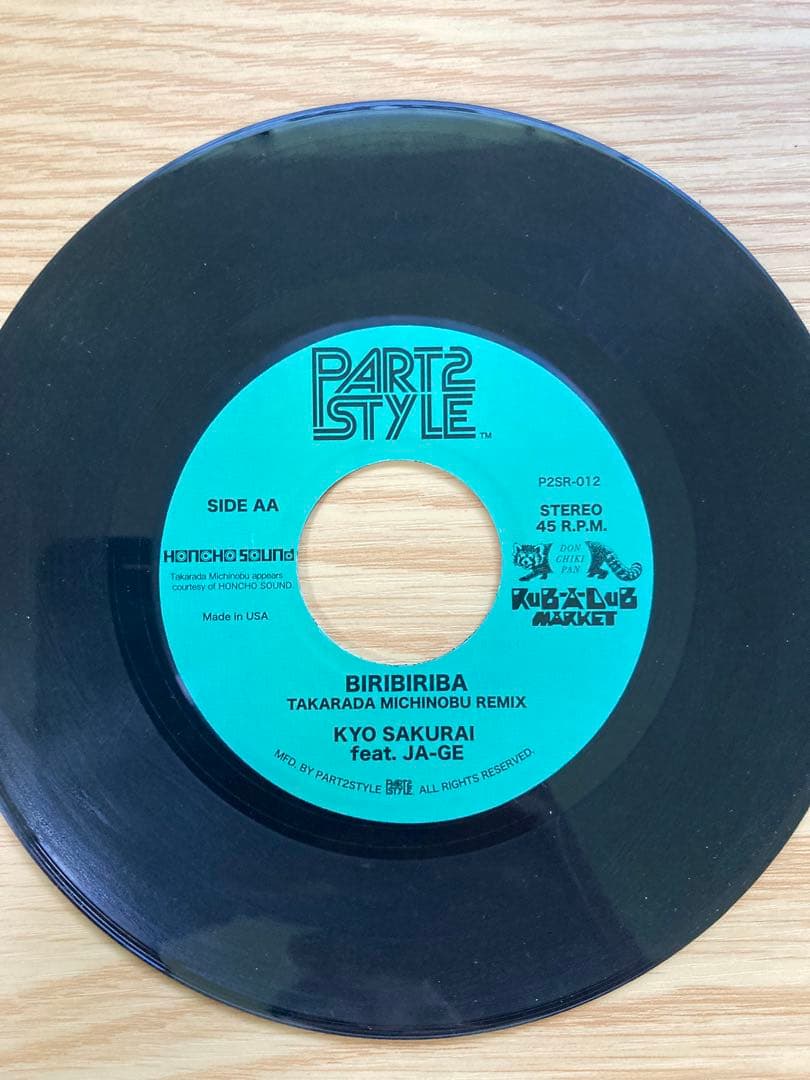 PART2
STYLE™
P2SR-012
SIDE AA
STEREO
45 R.P.M.
HONCHO SOUND
Takarada Michinobu appears
courtesy of HONCHO SOUND
DON
CHIKI
PAN
RUB-A-DUB
MARKET
Made in USA
BIRIBIRIBA
TAKARADA MICHINOBU REMIX
KYO SAKURAI
feat. JA-GE
MFD. BY PART2STYLE PART2 STYLE. ALL RIGHTS RESERVED.